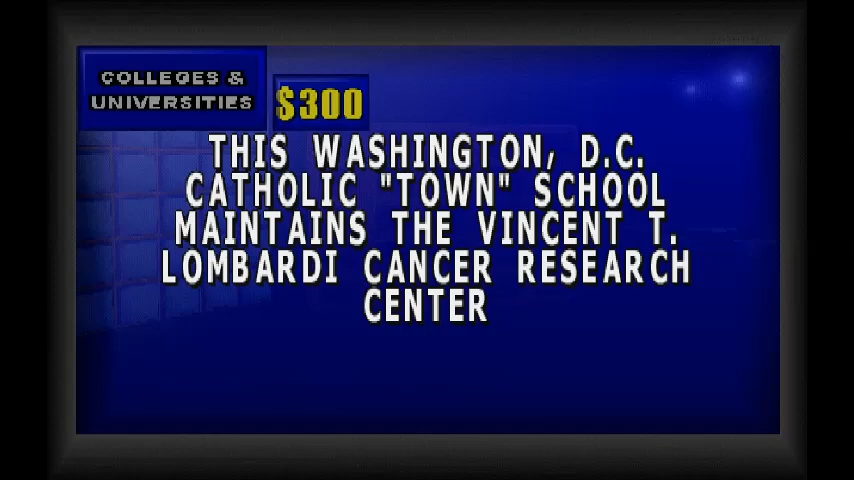 COLLEGES &
UNIVERSITIES
$300
THIS WASHINGTON, D.C.
CATHOLIC "TOWN" SCHOOL
MAINTAINS THE VINCENT T.
LOMBARDI CANCER RESEARCH
CENTER